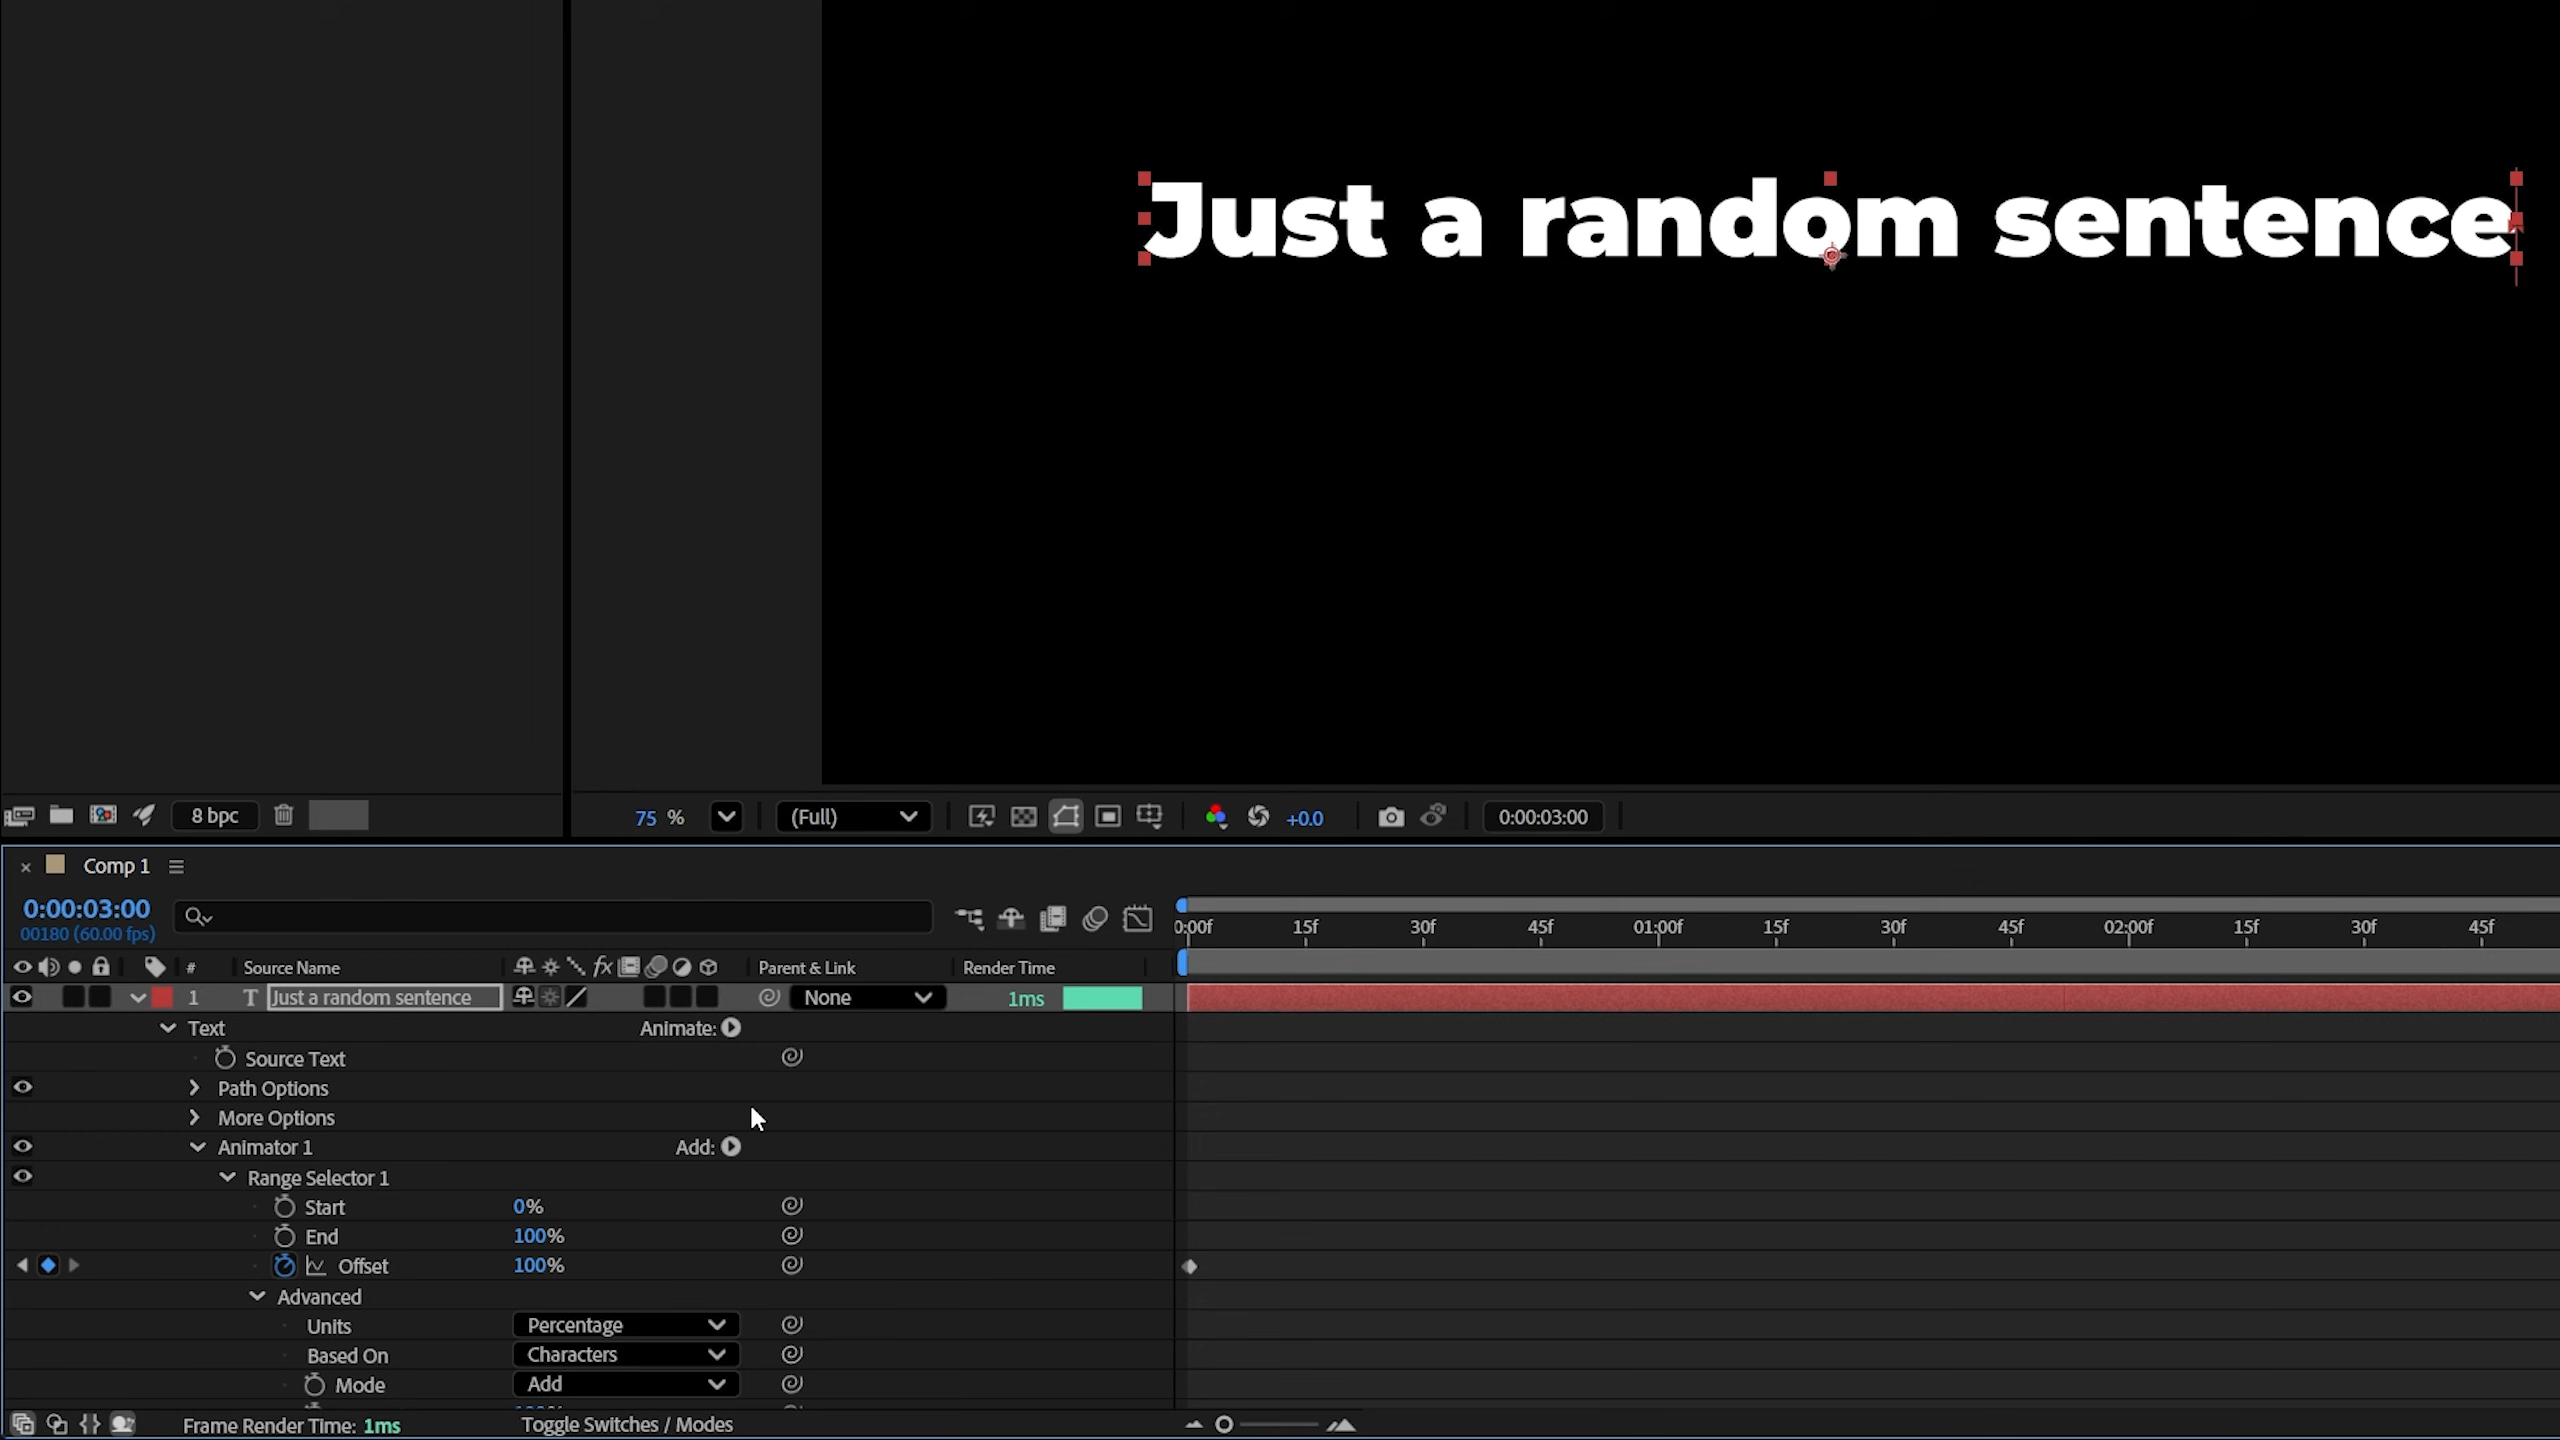 Just a random sentence
8 bpc
75 %
(Full)
+0.0
0:00:03:00
Comp 1
0:00:03:00
00180 (60.00 fps)
0:00f 15f 30f 45f 01:00f 15f 30f 45f 02:00f 15f 30f 45f
# Source Name fx Parent & Link Render Time
1 T Just a random sentence None 1ms
Text Animate:
Source Text
Path Options
More Options
Animator 1 Add:
Range Selector 1
Start 0%
End 100%
Offset 100%
Advanced
Units Percentage
Based On Characters
Mode Add
Frame Render Time: 1ms Toggle Switches / Modes